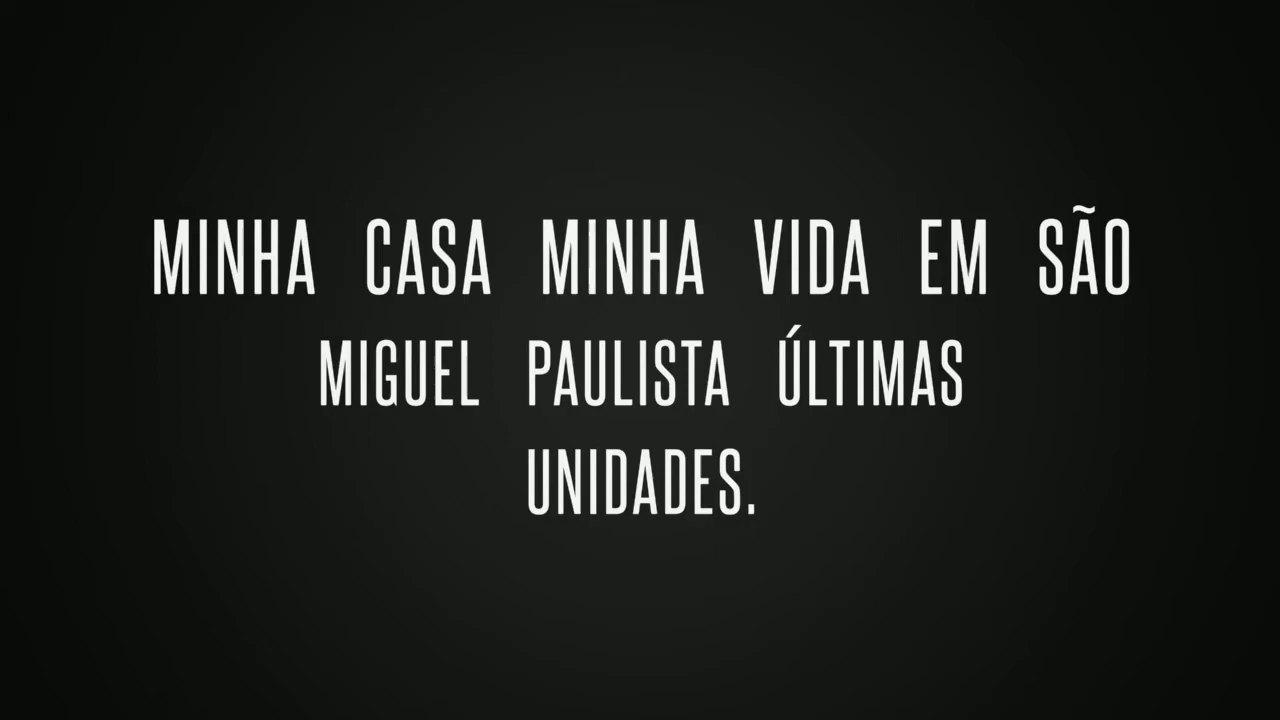 MINHA CASA MINHA VIDA EM SÃO
MIGUEL PAULISTA ÚLTIMAS
UNIDADES.